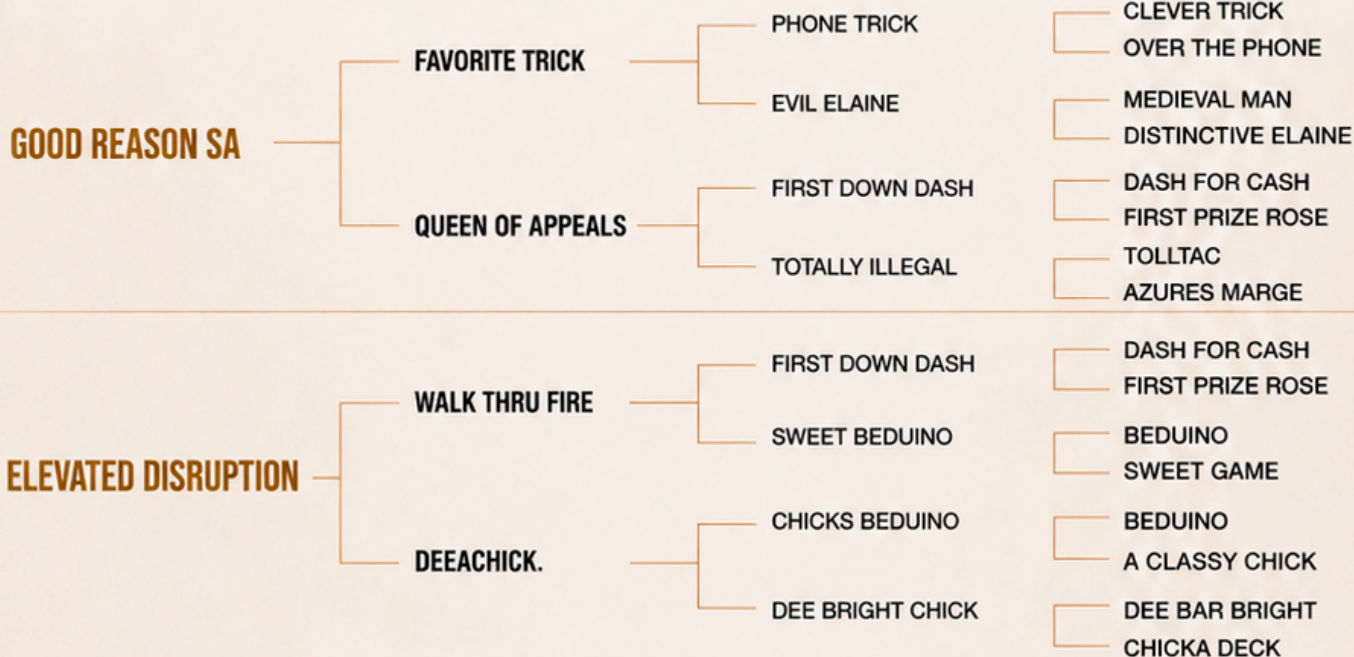 GOOD REASON SA
FAVORITE TRICK
PHONE TRICK
CLEVER TRICK
OVER THE PHONE
EVIL ELAINE
MEDIEVAL MAN
DISTINCTIVE ELAINE
QUEEN OF APPEALS
FIRST DOWN DASH
DASH FOR CASH
FIRST PRIZE ROSE
TOTALLY ILLEGAL
TOLLTAC
AZURES MARGE
ELEVATED DISRUPTION
WALK THRU FIRE
FIRST DOWN DASH
DASH FOR CASH
FIRST PRIZE ROSE
SWEET BEDUINO
BEDUINO
SWEET GAME
DEEACHICK.
CHICKS BEDUINO
BEDUINO
A CLASSY CHICK
DEE BRIGHT CHICK
DEE BAR BRIGHT
CHICKA DECK